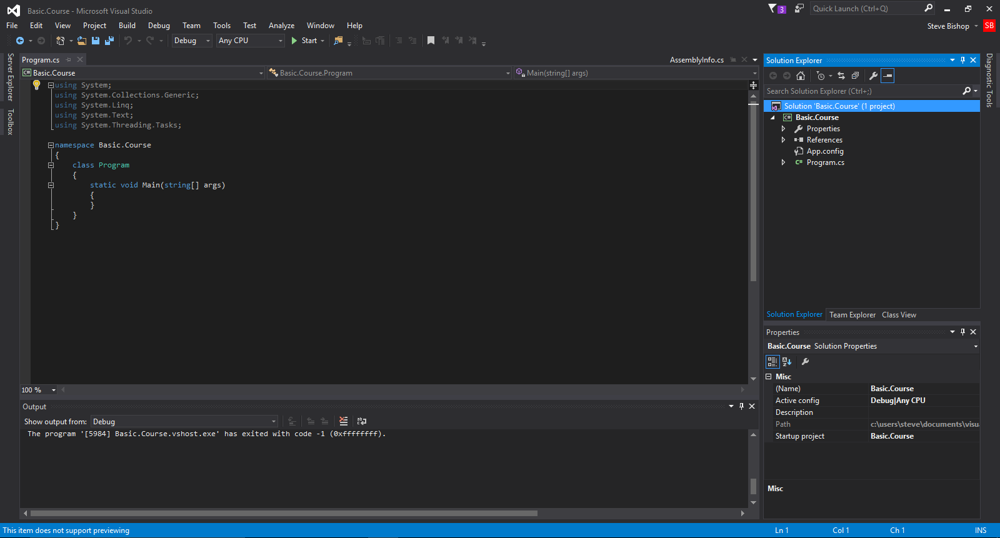 Basic.Course - Microsoft Visual Studio
3
Quick Launch (Ctrl+Q)
File Edit View Project Build Debug Team Tools Test Analyze Window Help
Steve Bishop SB
Debug Any CPU Start
Server Explorer
Toolbox
Program.cs
AssemblyInfo.cs
C# Basic.Course
Basic.Course.Program
Main(string[] args)
using System;
using System.Collections.Generic;
using System.Linq;
using System.Text;
using System.Threading.Tasks;
namespace Basic.Course
{
class Program
{
static void Main(string[] args)
{
}
}
}
100 %
Output
Show output from: Debug
The program '[5984] Basic.Course.vshost.exe' has exited with code -1 (0xffffffff).
Solution Explorer
Search Solution Explorer (Ctrl+;)
Solution 'Basic.Course' (1 project)
C# Basic.Course
Properties
References
App.config
C# Program.cs
Solution Explorer Team Explorer Class View
Properties
Basic.Course Solution Properties
Misc
(Name) Basic.Course
Active config Debug|Any CPU
Description
Path c:\users\steve\documents\visu
Startup project Basic.Course
Misc
Diagnostic Tools
This item does not support previewing
Ln 1 Col 1 Ch 1 INS